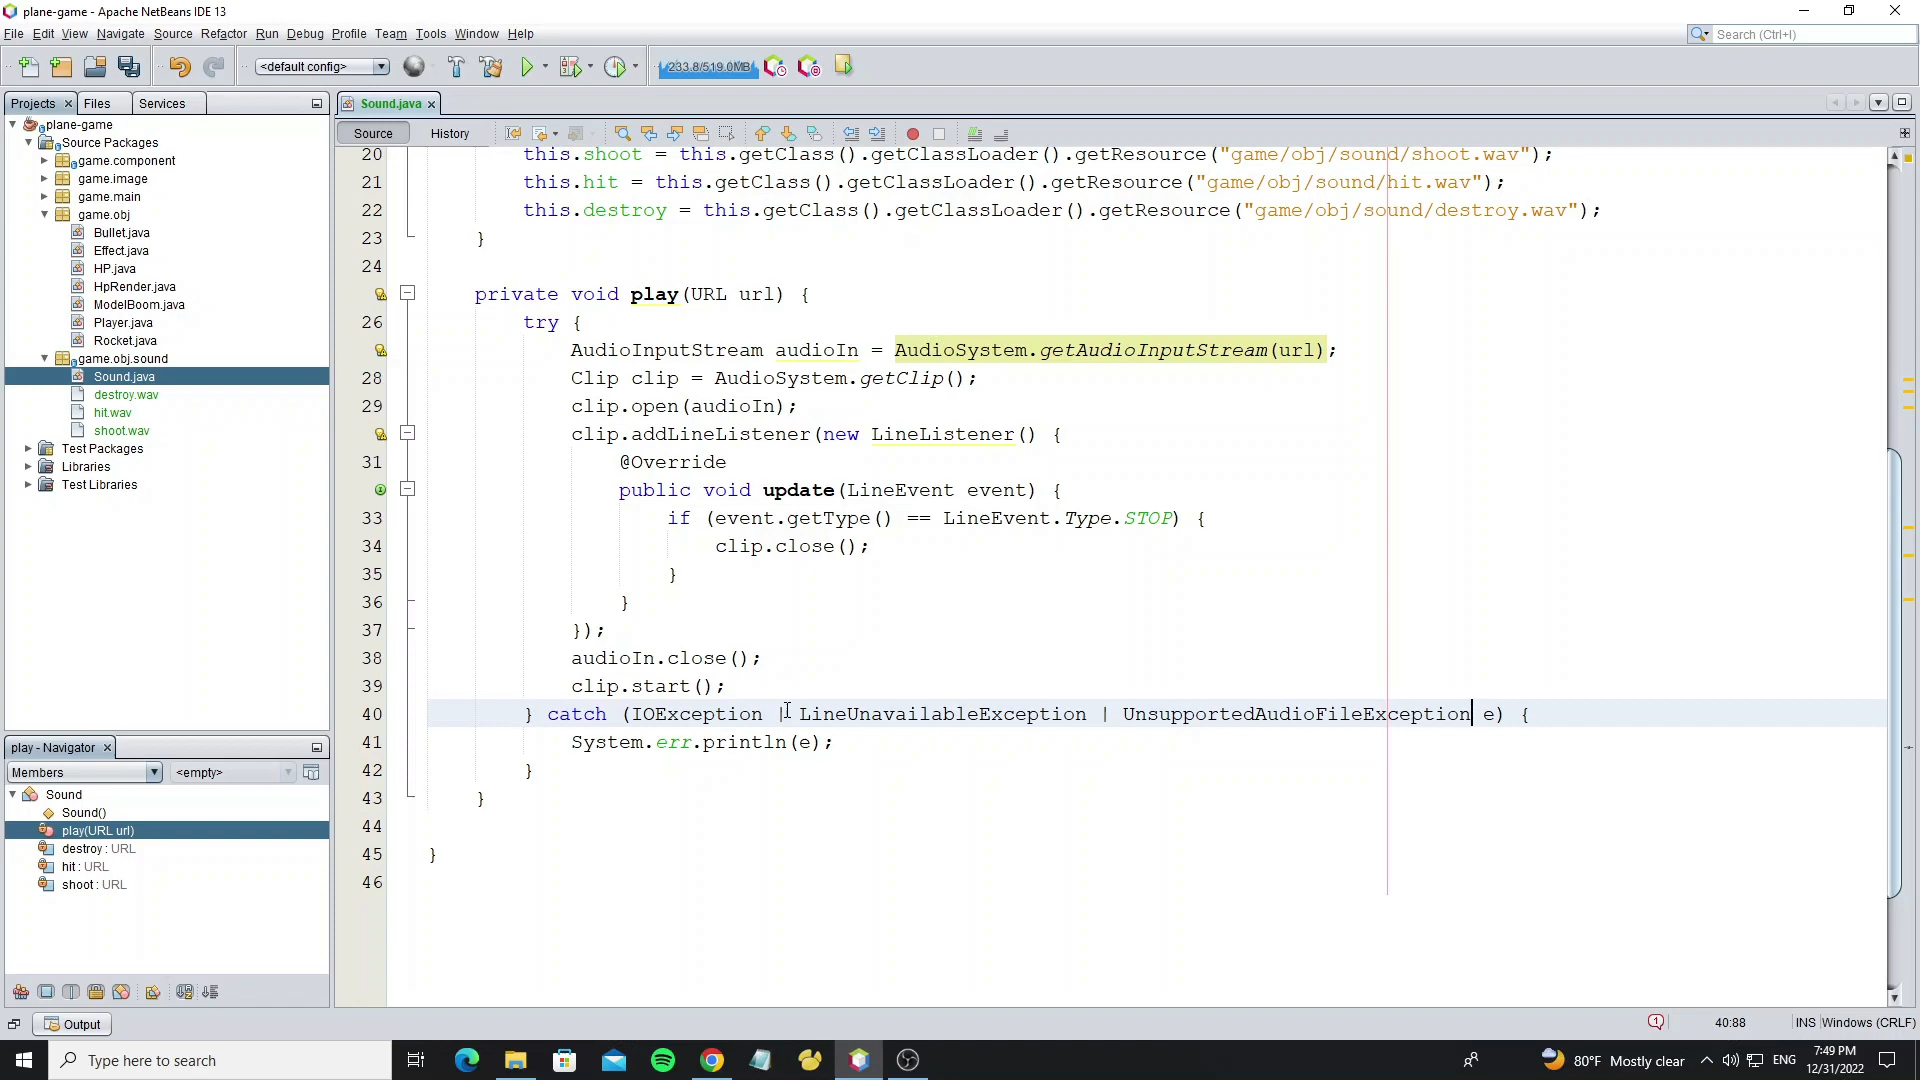 plane-game - Apache NetBeans IDE 13
File Edit View Navigate Source Refactor Run Debug Profile Team Tools Window Help
Search (Ctrl+I)
<default config>
233.8/519.0MB
Projects
Files
Services
plane-game
Source Packages
game.component
game.image
game.main
game.obj
Bullet.java
Effect.java
HP.java
HpRender.java
ModelBoom.java
Player.java
Rocket.java
game.obj.sound
Sound.java
destroy.wav
hit.wav
shoot.wav
Test Packages
Libraries
Test Libraries
play - Navigator
Members
<empty>
Sound
Sound()
play(URL url)
destroy : URL
hit : URL
shoot : URL
Sound.java
Source
History
20 this.shoot = this.getClass().getClassLoader().getResource("game/obj/sound/shoot.wav");
21 this.hit = this.getClass().getClassLoader().getResource("game/obj/sound/hit.wav");
22 this.destroy = this.getClass().getClassLoader().getResource("game/obj/sound/destroy.wav");
23 }
24
private void play(URL url) {
26 try {
AudioInputStream audioIn = AudioSystem.getAudioInputStream(url);
28 Clip clip = AudioSystem.getClip();
29 clip.open(audioIn);
clip.addLineListener(new LineListener() {
31 @Override
public void update(LineEvent event) {
33 if (event.getType() == LineEvent.Type.STOP) {
34 clip.close();
35 }
36 }
37 });
38 audioIn.close();
39 clip.start();
40 } catch (IOException | LineUnavailableException | UnsupportedAudioFileException e) {
41 System.err.println(e);
42 }
43 }
44
45 }
46
Output
1
40:88
INS
Windows (CRLF)
Type here to search
80°F Mostly clear
ENG
7:49 PM
12/31/2022